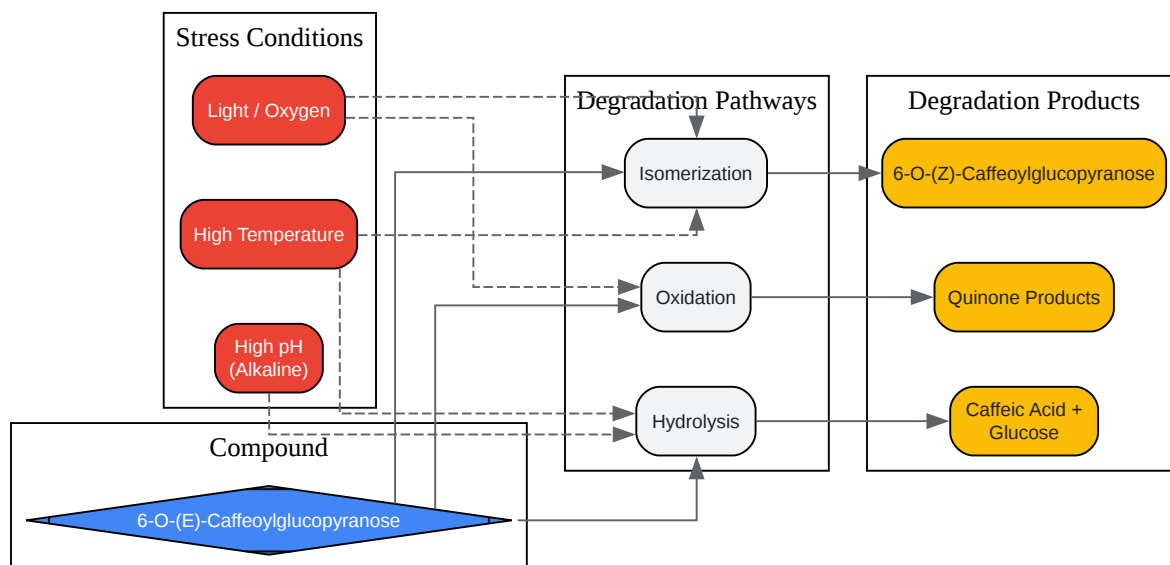 Stress Conditions
Light / Oxygen
High Temperature
High pH
(Alkaline)
Compound
6-O-(E)-Caffeoylglucopyranose
Degradation Pathways
Isomerization
Oxidation
Hydrolysis
Degradation Products
6-O-(Z)-Caffeoylglucopyranose
Quinone Products
Caffeic Acid +
Glucose